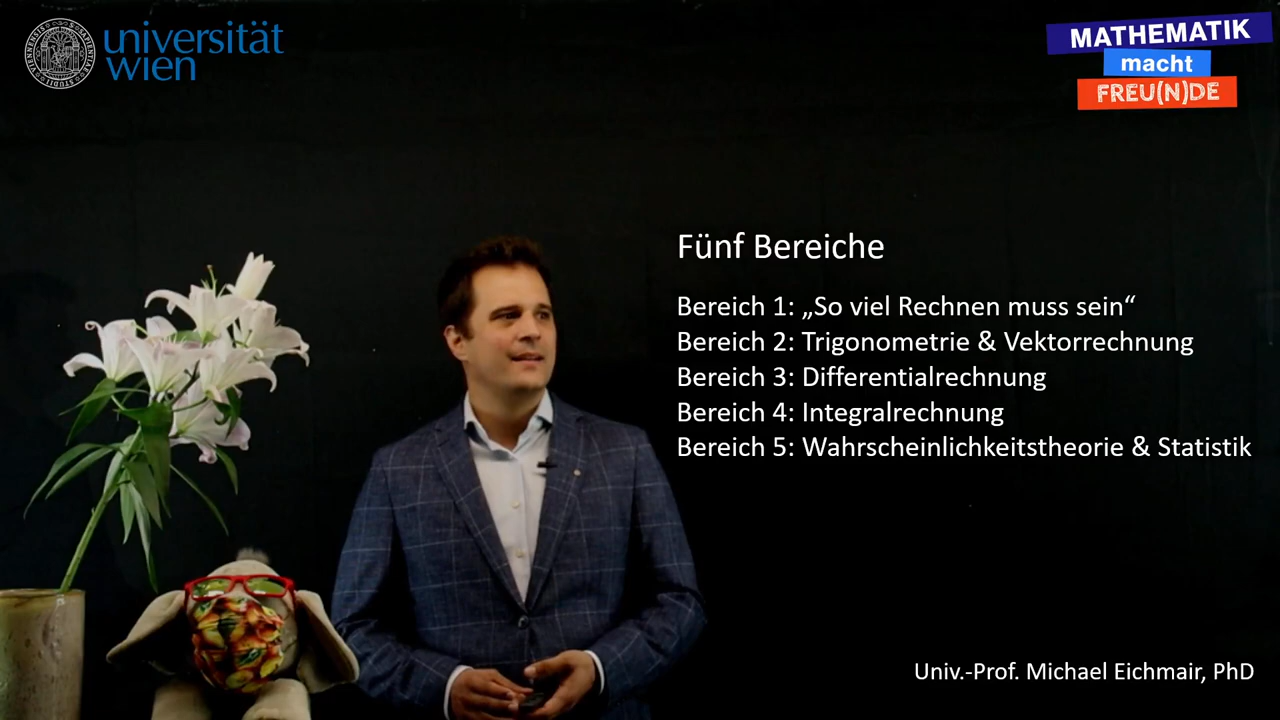 universität
wien
MATHEMATIK
macht
FREU(N)DE
Fünf Bereiche
Bereich 1: „So viel Rechnen muss sein“
Bereich 2: Trigonometrie & Vektorrechnung
Bereich 3: Differentialrechnung
Bereich 4: Integralrechnung
Bereich 5: Wahrscheinlichkeitstheorie & Statistik
Univ.-Prof. Michael Eichmair, PhD